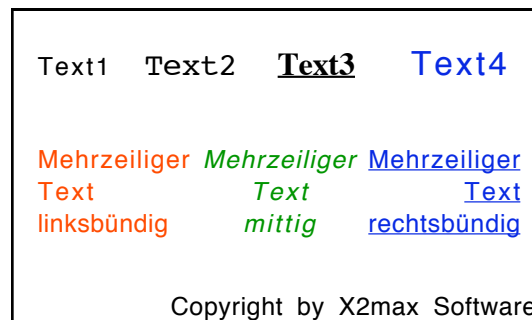 Text1 Text2 Text3 Text4
Mehrzeiliger Mehrzeiliger Mehrzeiliger
Text Text Text
linksbündig mittig rechtsbündig
Copyright by X2max Software